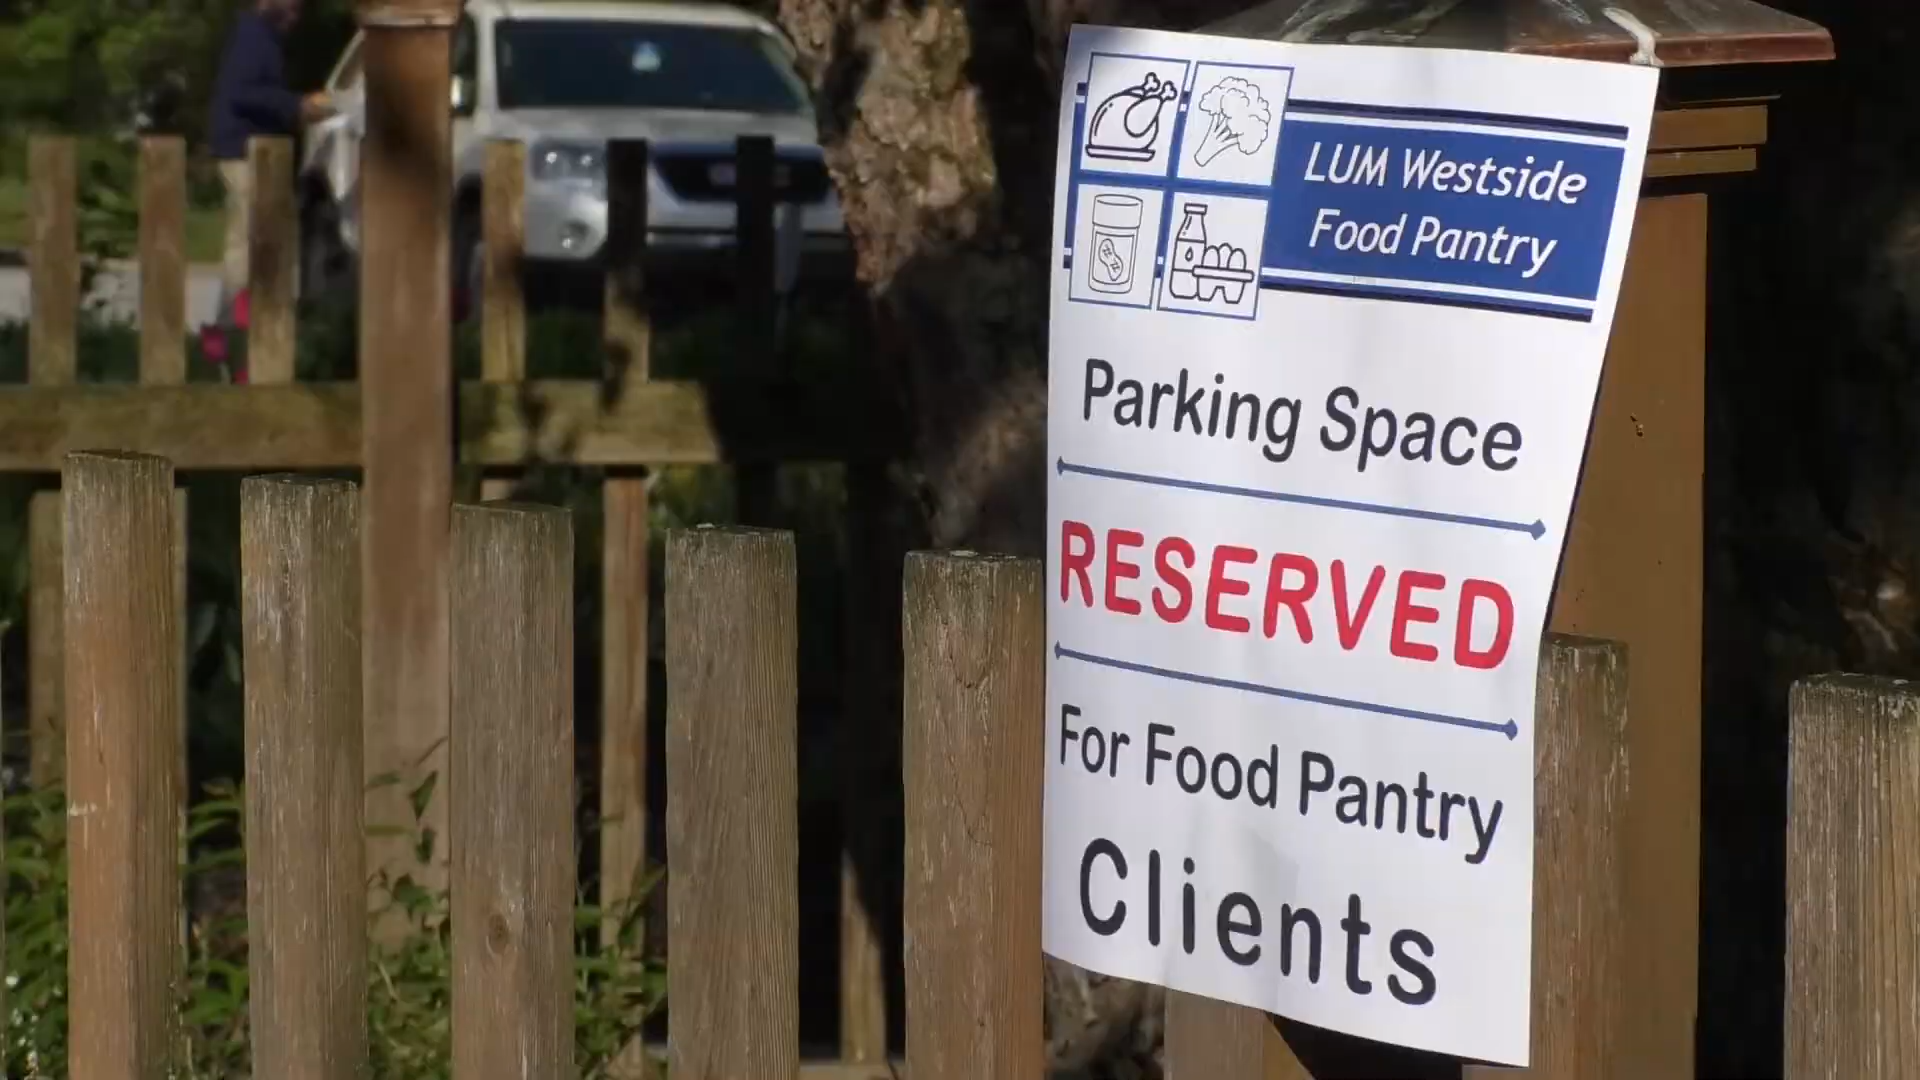 LUM Westside
Food Pantry
Parking Space
RESERVED
For Food Pantry
Clients